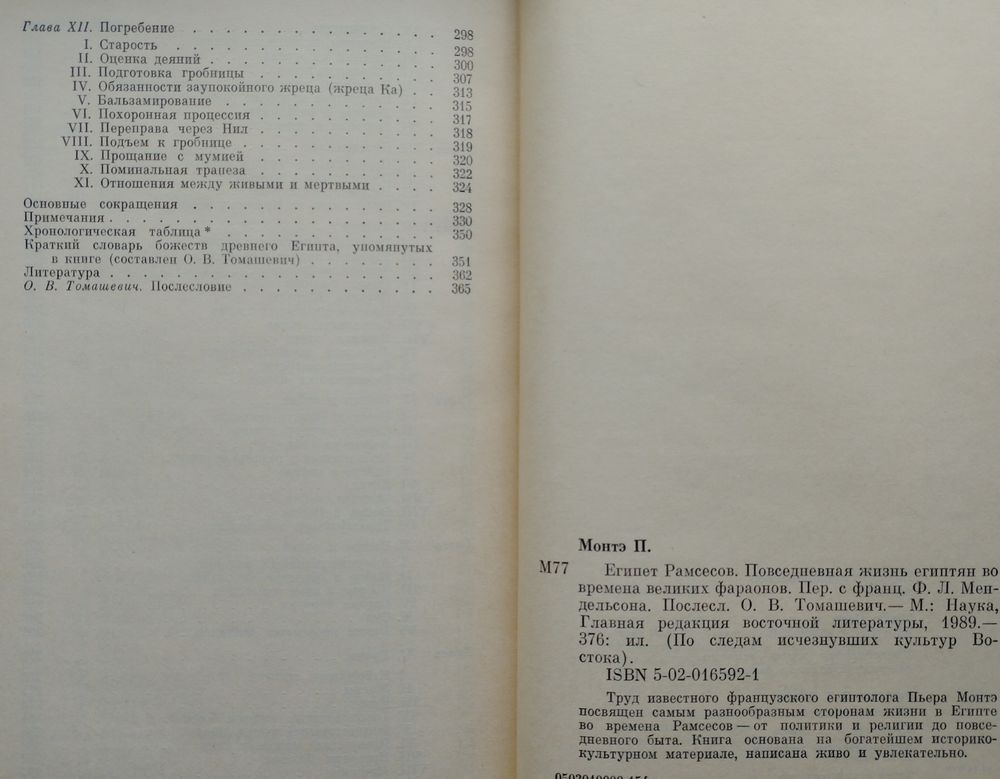 Глава XII. Погребение . . . . . . . . . . . . . . 298
I. Старость . . . . . . . . . . . . . . 298
II. Оценка деяний . . . . . . . . . . . . 300
III. Подготовка гробницы . . . . . . . . . . 307
IV. Обязанности заупокойного жреца (жреца Ка) . . 313
V. Бальзамирование . . . . . . . . . . . . 315
VI. Похоронная процессия . . . . . . . . . . 317
VII. Переправа через Нил . . . . . . . . . . 318
VIII. Подъем к гробнице . . . . . . . . . . 319
IX. Прощание с мумией . . . . . . . . . . 320
X. Поминальная трапеза . . . . . . . . . . 322
XI. Отношения между живыми и мертвыми . . . . 324
Основные сокращения . . . . . . . . . . . . . 328
Примечания . . . . . . . . . . . . . . . . . 330
Хронологическая таблица * . . . . . . . . . . . 350
Краткий словарь божеств древнего Египта, упомянутых
в книге (составлен О. В. Томашевич) . . . . . . . 351
Литература . . . . . . . . . . . . . . . . . 362
О. В. Томашевич. Послесловие . . . . . . . . . . . 365
Монтэ П.
М77 Египет Рамсесов. Повседневная жизнь египтян во
времена великих фараонов. Пер. с франц. Ф. Л. Мен-
дельсона. Послесл. О. В. Томашевич.— М.: Наука,
Главная редакция восточной литературы, 1989.—
376: ил. (По следам исчезнувших культур Во-
стока).
ISBN 5-02-016592-1
Труд известного французского египтолога Пьера Монтэ
посвящен самым разнообразным сторонам жизни в Египте
во времена Рамсесов — от политики и религии до повсе-
дневного быта. Книга основана на богатейшем историко-
культурном материале, написана живо и увлекательно.